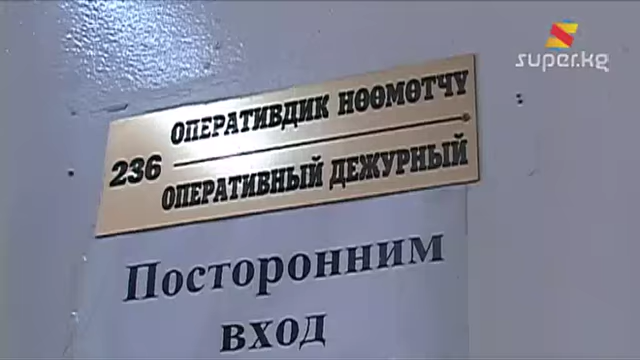 super.kg
ОПЕРАТИВДИК НӨӨМӨТЧҮ
236
ОПЕРАТИВНЫЙ ДЕЖУРНЫЙ
Посторонним
вход